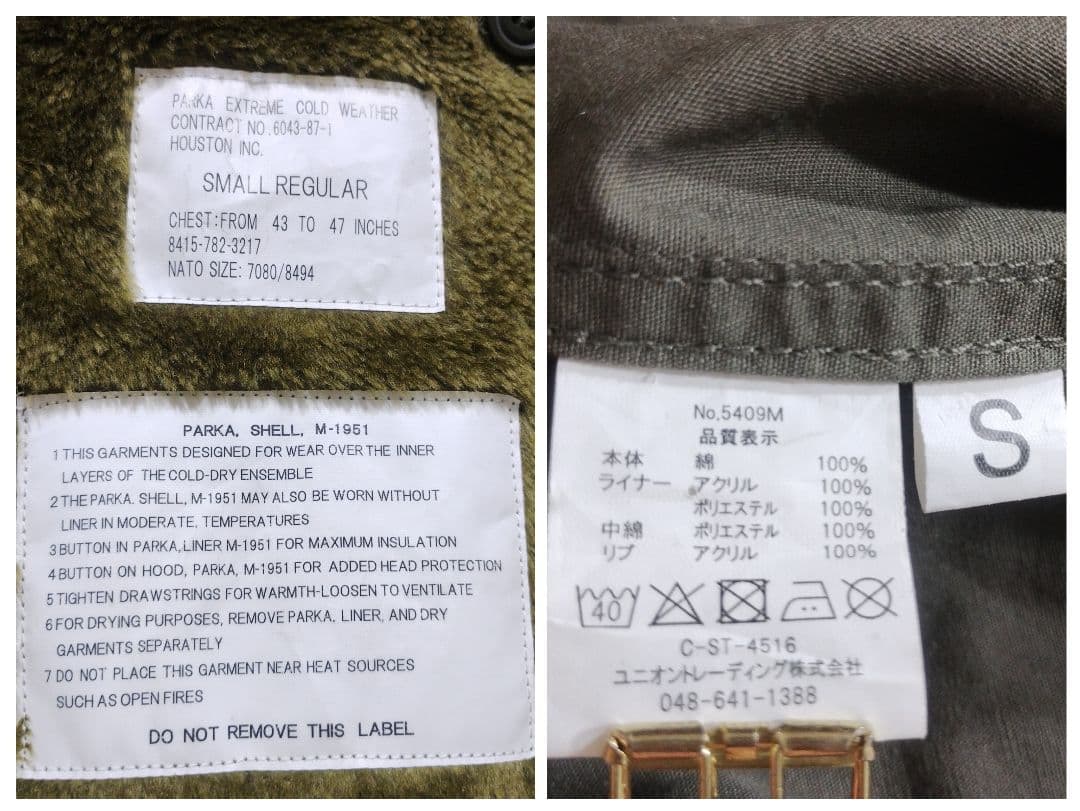 PARKA EXTREME COLD WEATHER
CONTRACT NO.6043-87-1
HOUSTON INC.
SMALL REGULAR
CHEST:FROM 43 TO 47 INCHES
8415-782-3217
NATO SIZE: 7080/8494
PARKA, SHELL, M-1951
1 THIS GARMENTS DESIGNED FOR WEAR OVER THE INNER
LAYERS OF THE COLD-DRY ENSEMBLE
2 THE PARKA. SHELL, M-1951 MAY ALSO BE WORN WITHOUT
LINER IN MODERATE, TEMPERATURES
3 BUTTON IN PARKA, LINER M-1951 FOR MAXIMUM INSULATION
4 BUTTON ON HOOD, PARKA, M-1951 FOR ADDED HEAD PROTECTION
5 TIGHTEN DRAWSTRINGS FOR WARMTH-LOOSEN TO VENTILATE
6 FOR DRYING PURPOSES, REMOVE PARKA. LINER, AND DRY
GARMENTS SEPARATELY
7 DO NOT PLACE THIS GARMENT NEAR HEAT SOURCES
SUCH AS OPEN FIRES
DO NOT REMOVE THIS LABEL
No,5409M
品質表示
本体 綿 100%
ライナー アクリル 100%
ポリエステル 100%
中綿 ポリエステル 100%
リブ アクリル 100%
40
C-ST-4516
ユニオントレーディング株式会社
048-641-1388
S